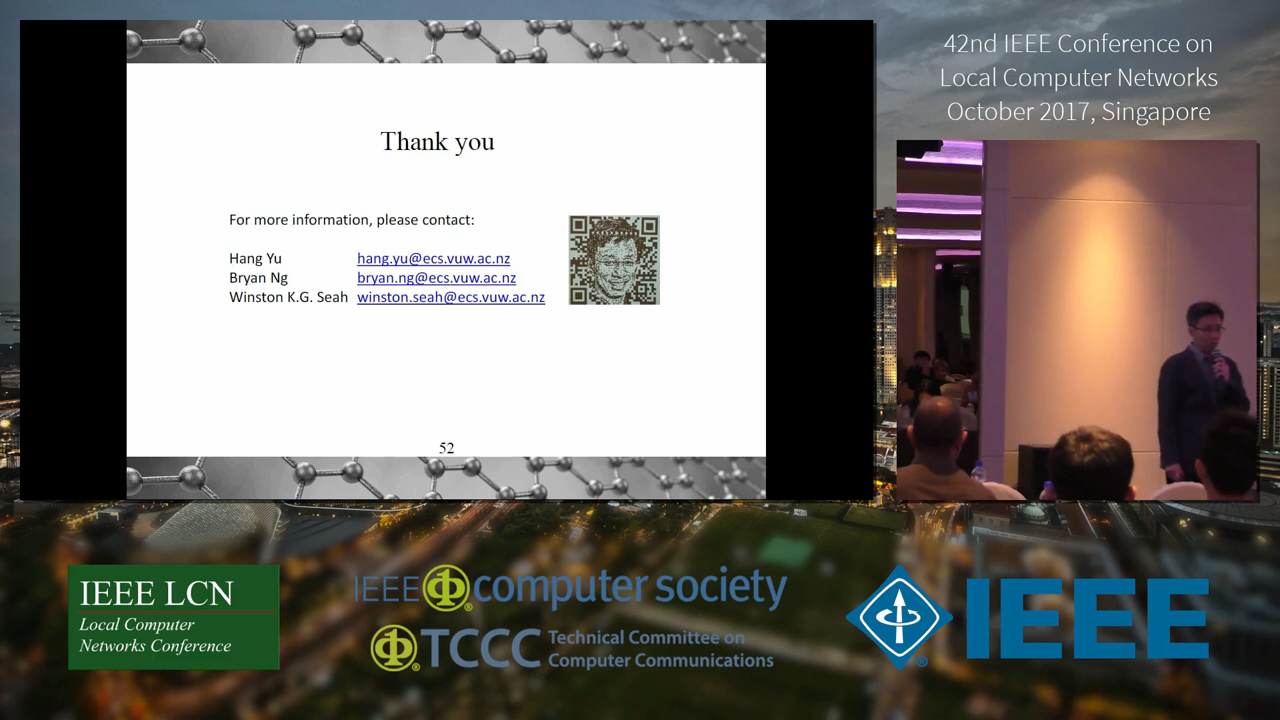 42nd IEEE Conference on
Local Computer Networks
October 2017, Singapore
Thank you
For more information, please contact:
Hang Yu hang.yu@ecs.vuw.ac.nz
Bryan Ng bryan.ng@ecs.vuw.ac.nz
Winston K.G. Seah winston.seah@ecs.vuw.ac.nz
52
IEEE LCN
Local Computer
Networks Conference
IEEE computer society
TCCC Technical Committee on
Computer Communications
IEEE